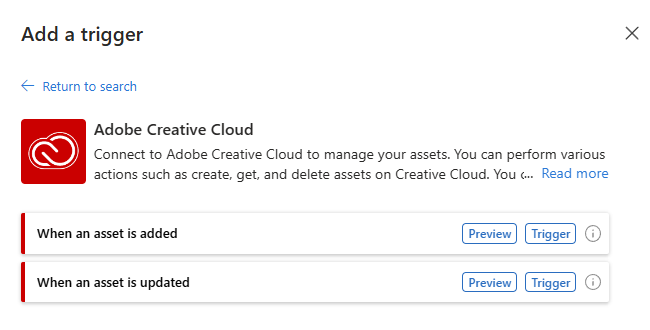 Add a trigger
Return to search
Adobe Creative Cloud
Connect to Adobe Creative Cloud to manage your assets. You can perform various
actions such as create, get, and delete assets on Creative Cloud. You c... Read more
When an asset is added Preview Trigger
When an asset is updated Preview Trigger